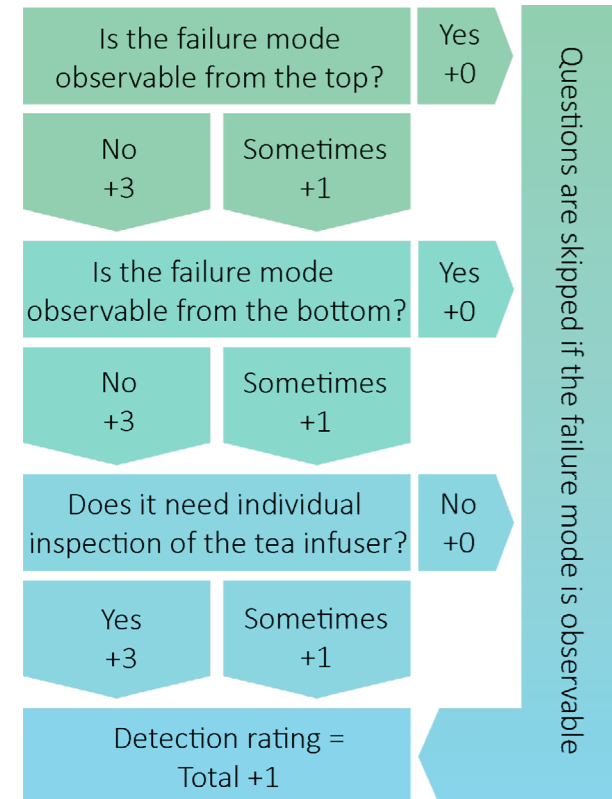 Is the failure mode
observable from the top?
Yes
+0
No
+3
Sometimes
+1
Is the failure mode
observable from the bottom?
Yes
+0
No
+3
Sometimes
+1
Does it need individual
inspection of the tea infuser?
No
+0
Yes
+3
Sometimes
+1
Detection rating =
Total +1
Questions are skipped if the failure mode is observable